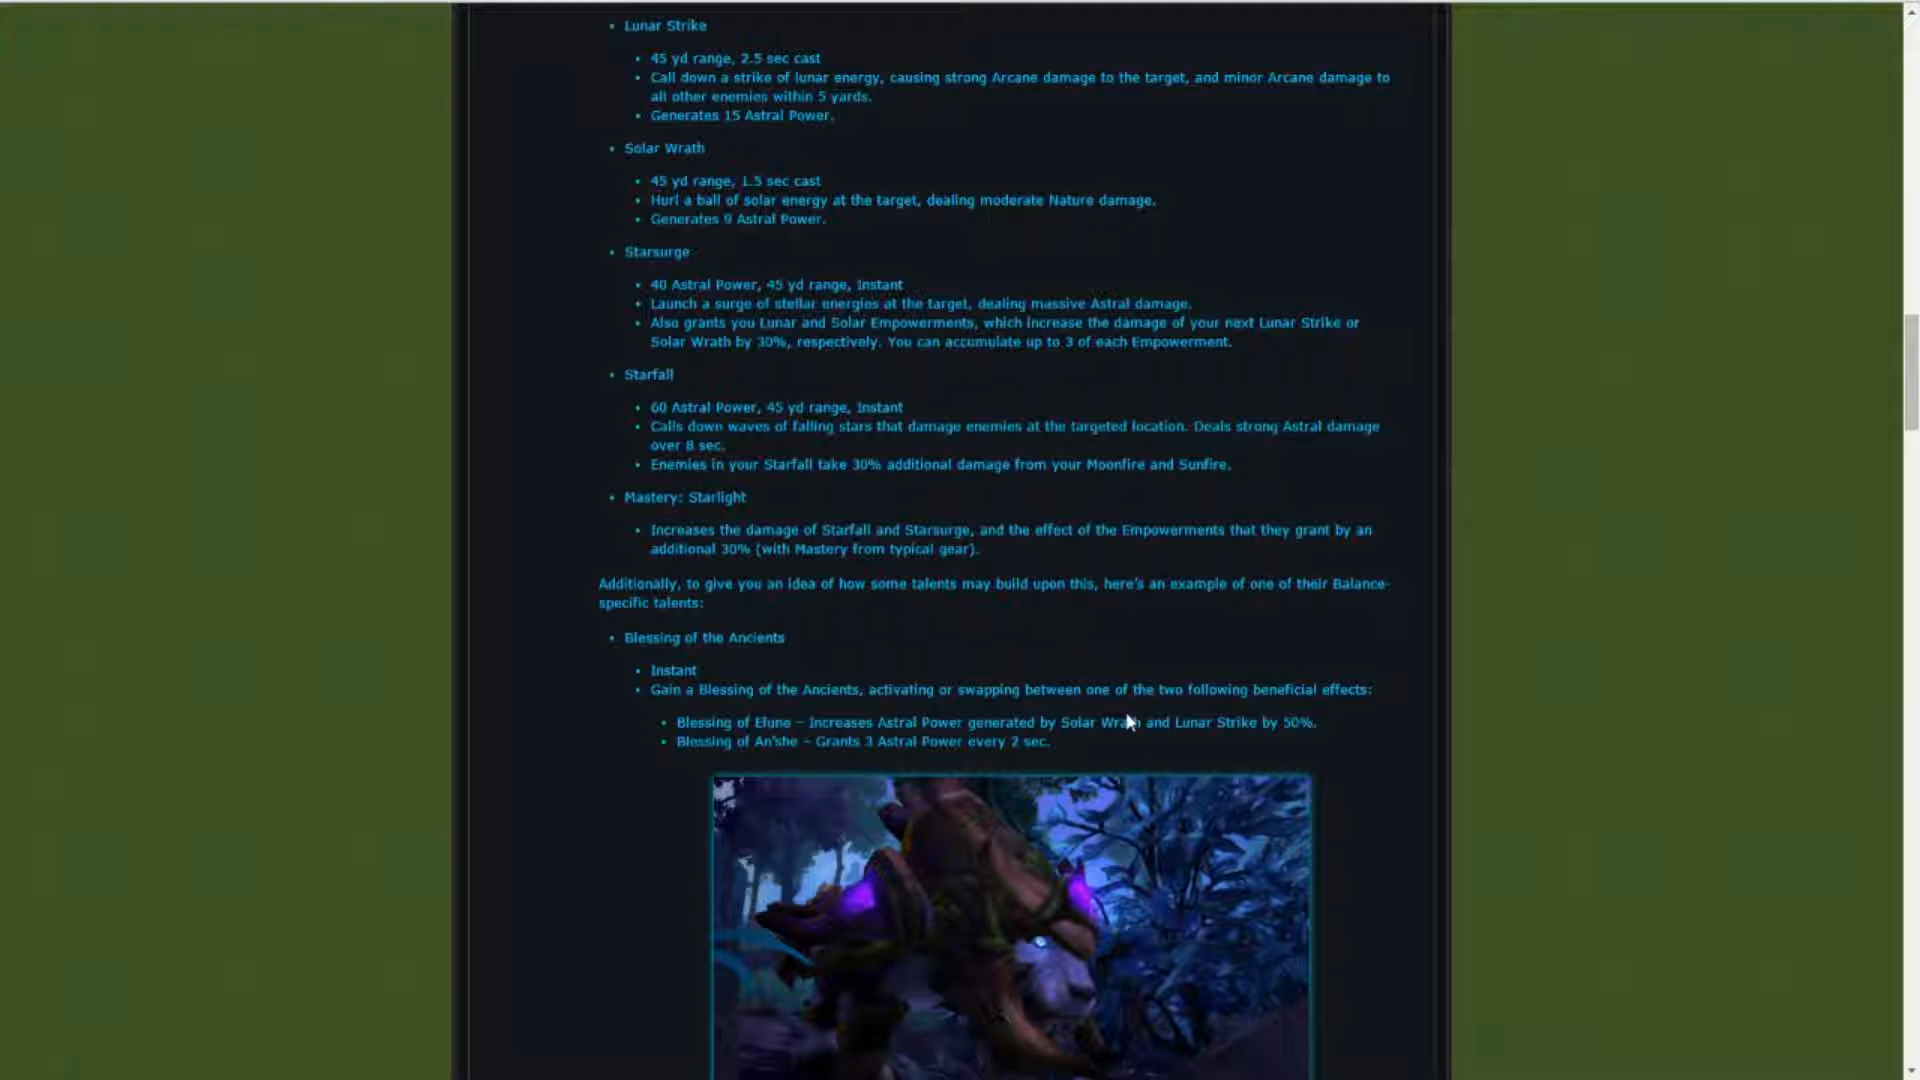 Lunar Strike
45 yd range, 2.5 sec cast
Call down a strike of lunar energy, causing strong Arcane damage to the target, and minor Arcane damage to
all other enemies within 5 yards.
Generates 15 Astral Power.
Solar Wrath
45 yd range, 1.5 sec cast
Hurl a ball of solar energy at the target, dealing moderate Nature damage.
Generates 9 Astral Power.
Starsurge
40 Astral Power, 45 yd range, Instant
Launch a surge of stellar energies at the target, dealing massive Astral damage.
Also grants you Lunar and Solar Empowerments, which increase the damage of your next Lunar Strike or
Solar Wrath by 30%, respectively. You can accumulate up to 3 of each Empowerment.
Starfall
60 Astral Power, 45 yd range, Instant
Calls down waves of falling stars that damage enemies at the targeted location. Deals strong Astral damage
over 8 sec.
Enemies in your Starfall take 30% additional damage from your Moonfire and Sunfire.
Mastery: Starlight
Increases the damage of Starfall and Starsurge, and the effect of the Empowerments that they grant by an
additional 30% (with Mastery from typical gear).
Additionally, to give you an idea of how some talents may build upon this, here's an example of one of their Balance-
specific talents:
Blessing of the Ancients
Instant
Gain a Blessing of the Ancients, activating or swapping between one of the two following beneficial effects:
Blessing of Elune – Increases Astral Power generated by Solar Wrath and Lunar Strike by 50%.
Blessing of An'she – Grants 3 Astral Power every 2 sec.